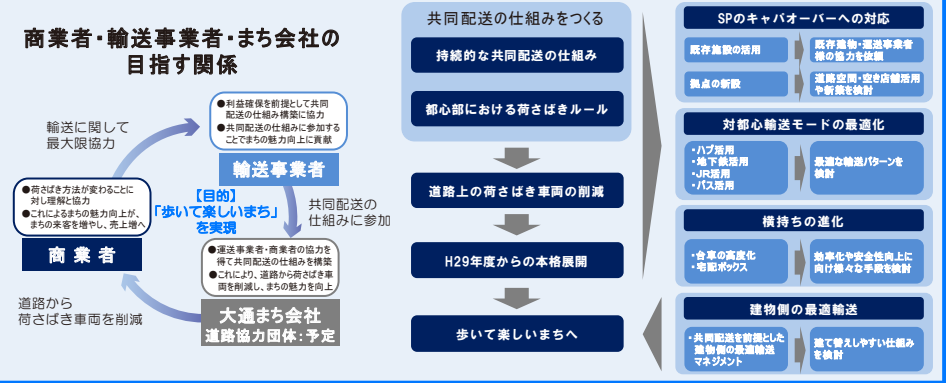 商業者・輸送事業者・まち会社の
目指す関係
輸送に関して
最大限協力
●利益確保を前提として共同
配送の仕組み構築に協力
●共同配送の仕組みに参加する
ことでまちの魅力向上に貢献
輸送事業者
●荷さばき方法が変わることに
対し理解と協力
●これによるまちの魅力向上が、
まちの来客を増やし、売上増へ
商業者
【目的】
「歩いて楽しいまち」
を実現
共同配送の
仕組みに参加
●運送事業者・商業者の協力を
得て共同配送の仕組みを構築
●これにより、道路から荷さばき車
両を削減し、まちの魅力を向上
大通まち会社
道路協力団体：予定
道路から
荷さばき車両を削減
共同配送の仕組みをつくる
持続的な共同配送の仕組み
都心部における荷さばきルール
道路上の荷さばき車両の削減
H29年度からの本格展開
歩いて楽しいまちへ
SPのキャパオーバーへの対応
既存施設の活用
既存建物・運送事業者
様の協力を依頼
拠点の新設
道路空間・空き店舗活用
や新築を検討
対都心輸送モードの最適化
・ハブ活用
・地下鉄活用
・JR活用
・バス活用
最適な輸送パターンを
検討
横持ちの進化
・台車の高度化
・宅配ボックス
効率化や安全性向上に
向け様々な手段を検討
建物側の最適輸送
・共同配送を前提とした
建物側の最適輸送
マネジメント
建て替えしやすい仕組み
を検討